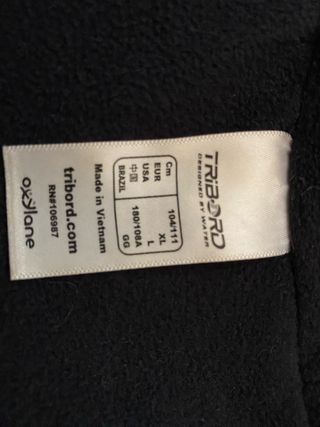 TRIBORD
DESIGNED BY WATER
Cm 104/111
EUR XL
USA L
中国 180/108A
BRAZIL GG
Made in Vietnam
tribord.com
RN#106987
oxylane